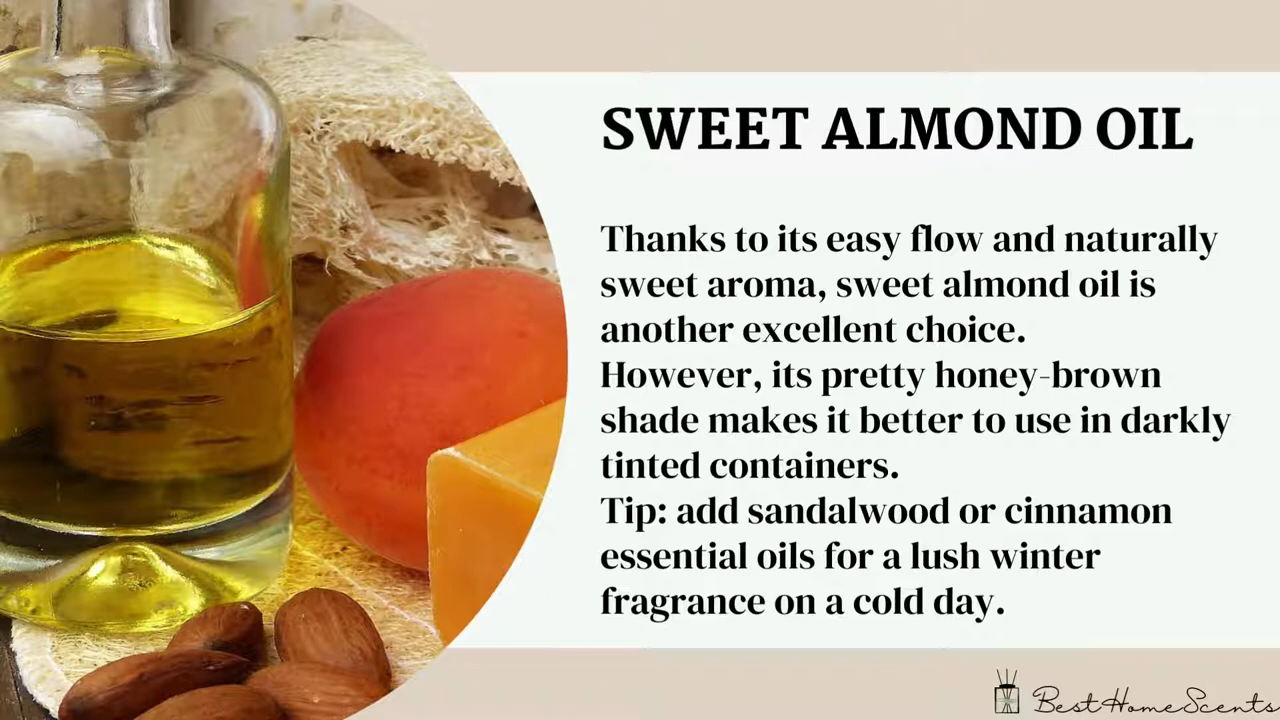 SWEET ALMOND OIL
Thanks to its easy flow and naturally
sweet aroma, sweet almond oil is
another excellent choice.
However, its pretty honey-brown
shade makes it better to use in darkly
tinted containers.
Tip: add sandalwood or cinnamon
essential oils for a lush winter
fragrance on a cold day.
BestHomeScents